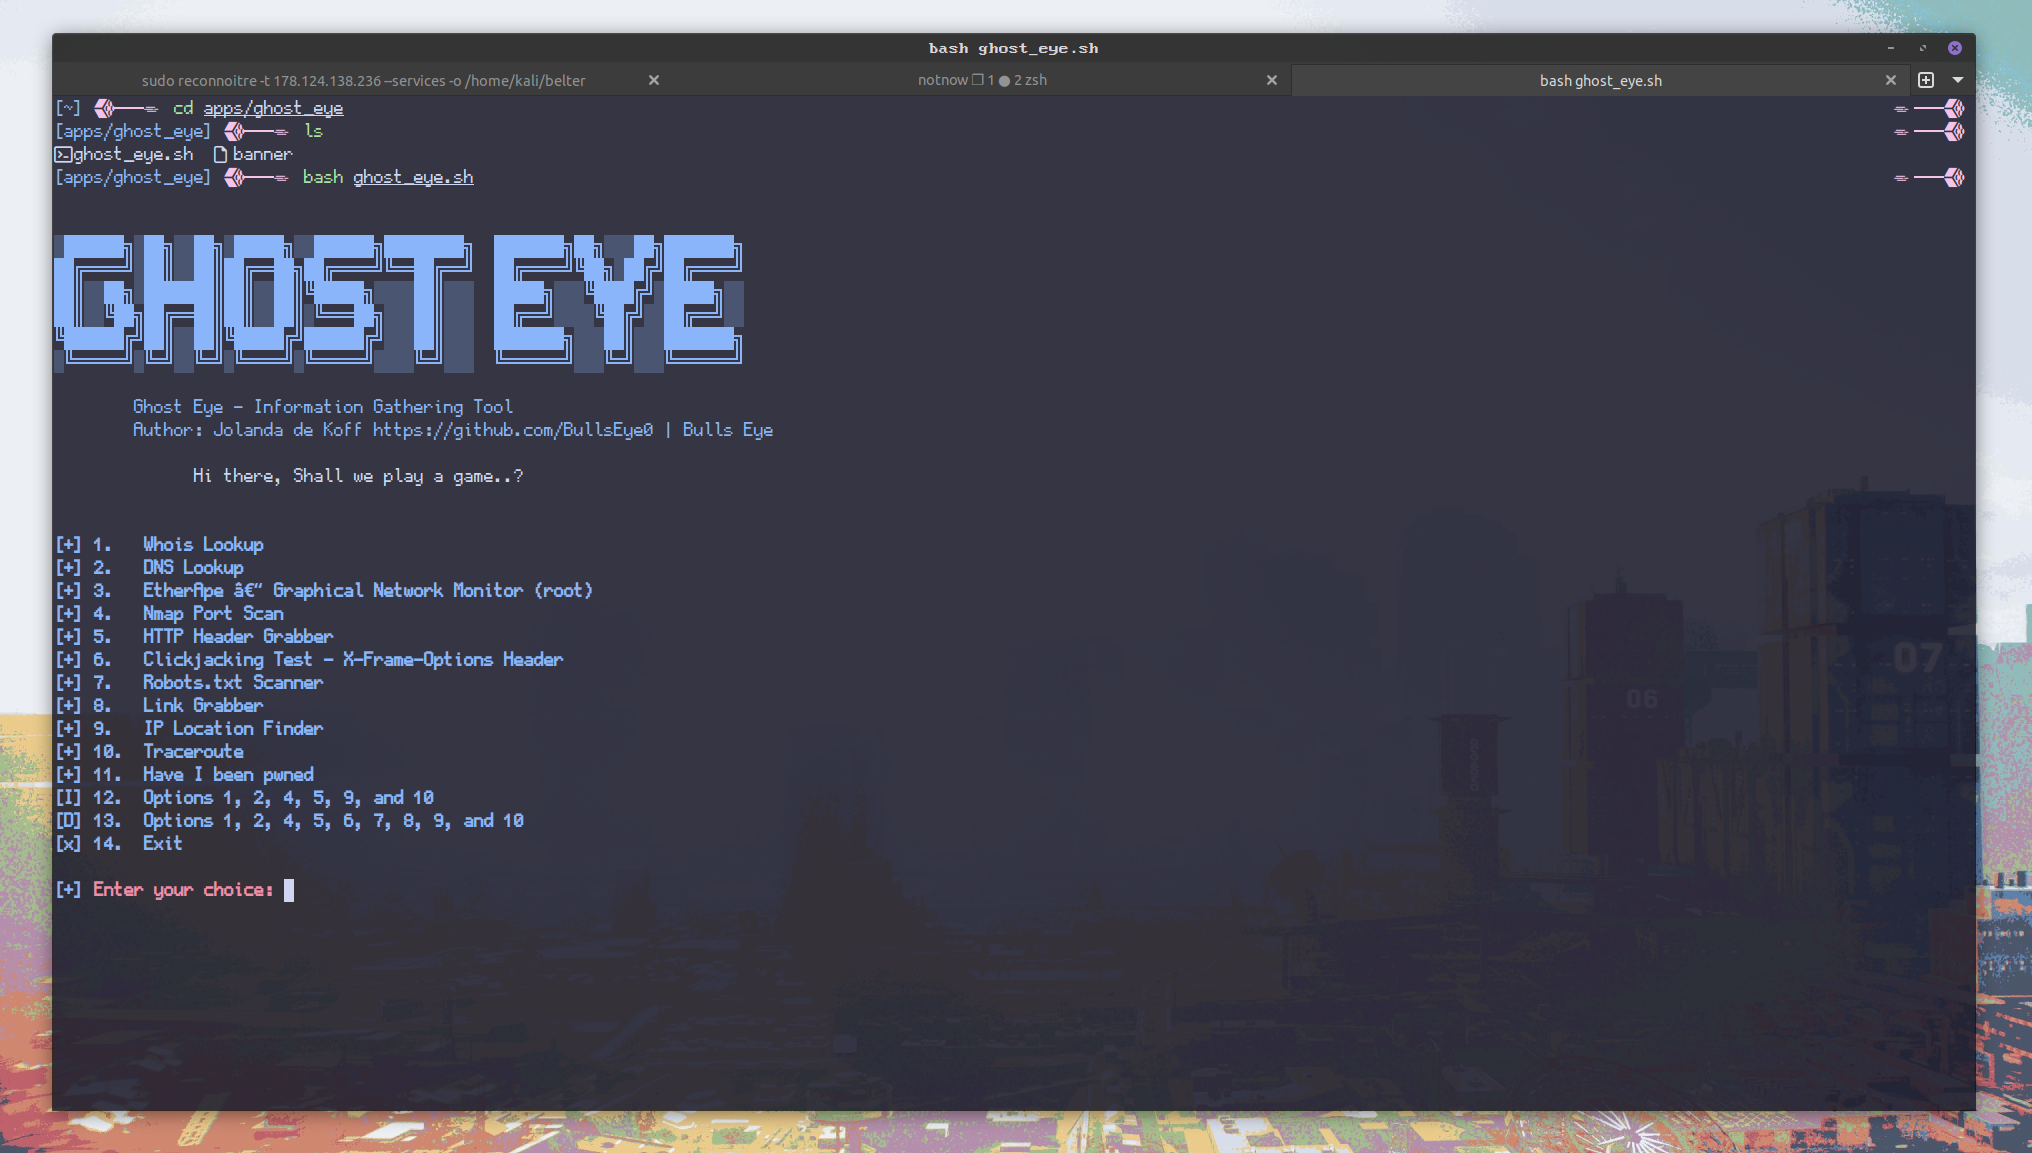 bash ghost_eye.sh
sudo reconnoitre -t 178.124.138.236 --services -o /home/kali/belter
notnow ❐ 1 ● 2 zsh
bash ghost_eye.sh
[~] cd apps/ghost_eye
[apps/ghost_eye] ls
ghost_eye.sh banner
[apps/ghost_eye] bash ghost_eye.sh
GHOST EYE
Ghost Eye - Information Gathering Tool
Author: Jolanda de Koff https://github.com/BullsEye0 | Bulls Eye
Hi there, Shall we play a game..?
[+] 1. Whois Lookup
[+] 2. DNS Lookup
[+] 3. EtherApe â€“ Graphical Network Monitor (root)
[+] 4. Nmap Port Scan
[+] 5. HTTP Header Grabber
[+] 6. Clickjacking Test - X-Frame-Options Header
[+] 7. Robots.txt Scanner
[+] 8. Link Grabber
[+] 9. IP Location Finder
[+] 10. Traceroute
[+] 11. Have I been pwned
[I] 12. Options 1, 2, 4, 5, 9, and 10
[D] 13. Options 1, 2, 4, 5, 6, 7, 8, 9, and 10
[x] 14. Exit
[+] Enter your choice:
06
07